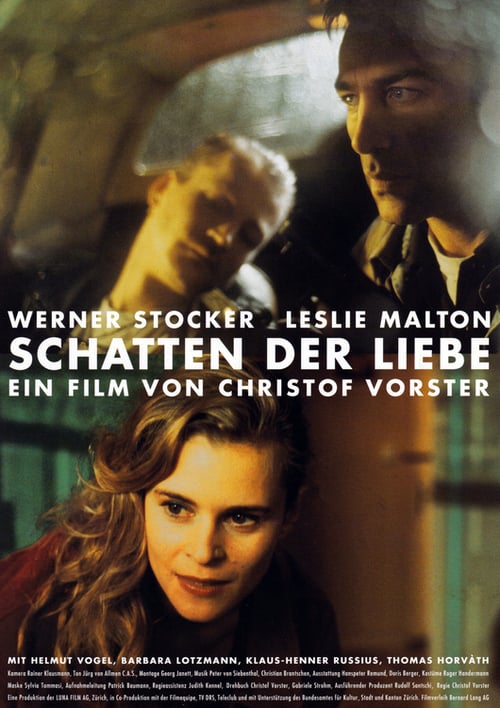 WERNER STOCKER LESLIE MALTON
SCHATTEN DER LIEBE
EIN FILM VON CHRISTOF VORSTER
MIT HELMUT VOGEL, BARBARA LOTZMANN, KLAUS-HENNER RUSSIUS, THOMAS HORVÀTH
Kamera Rainer Klausmann, Ton Jürg von Allmen C.A.S., Montage Georg Janett, Musik Peter von Siebenthal, Christian Brantschen, Ausstattung Hanspeter Remund, Doris Berger, Kostüme Roger Handermann
Maske Sylvia Tommasi, Aufnahmeleitung Patrick Baumann, Regieassistenz Judith Kennel, Drehbuch Christof Vorster, Gabriele Strohm, Ausführender Produzent Rudolf Santschi, Regie Christof Vorster
Eine Produktion der LUNA FILM AG, Zürich, in Co-Produktion mit der Filmequipe, TV DRS, Teleclub und mit Unterstützung des Bundesamtes für Kultur, Stadt und Kanton Zürich. Filmverleih Bernard Lang AG